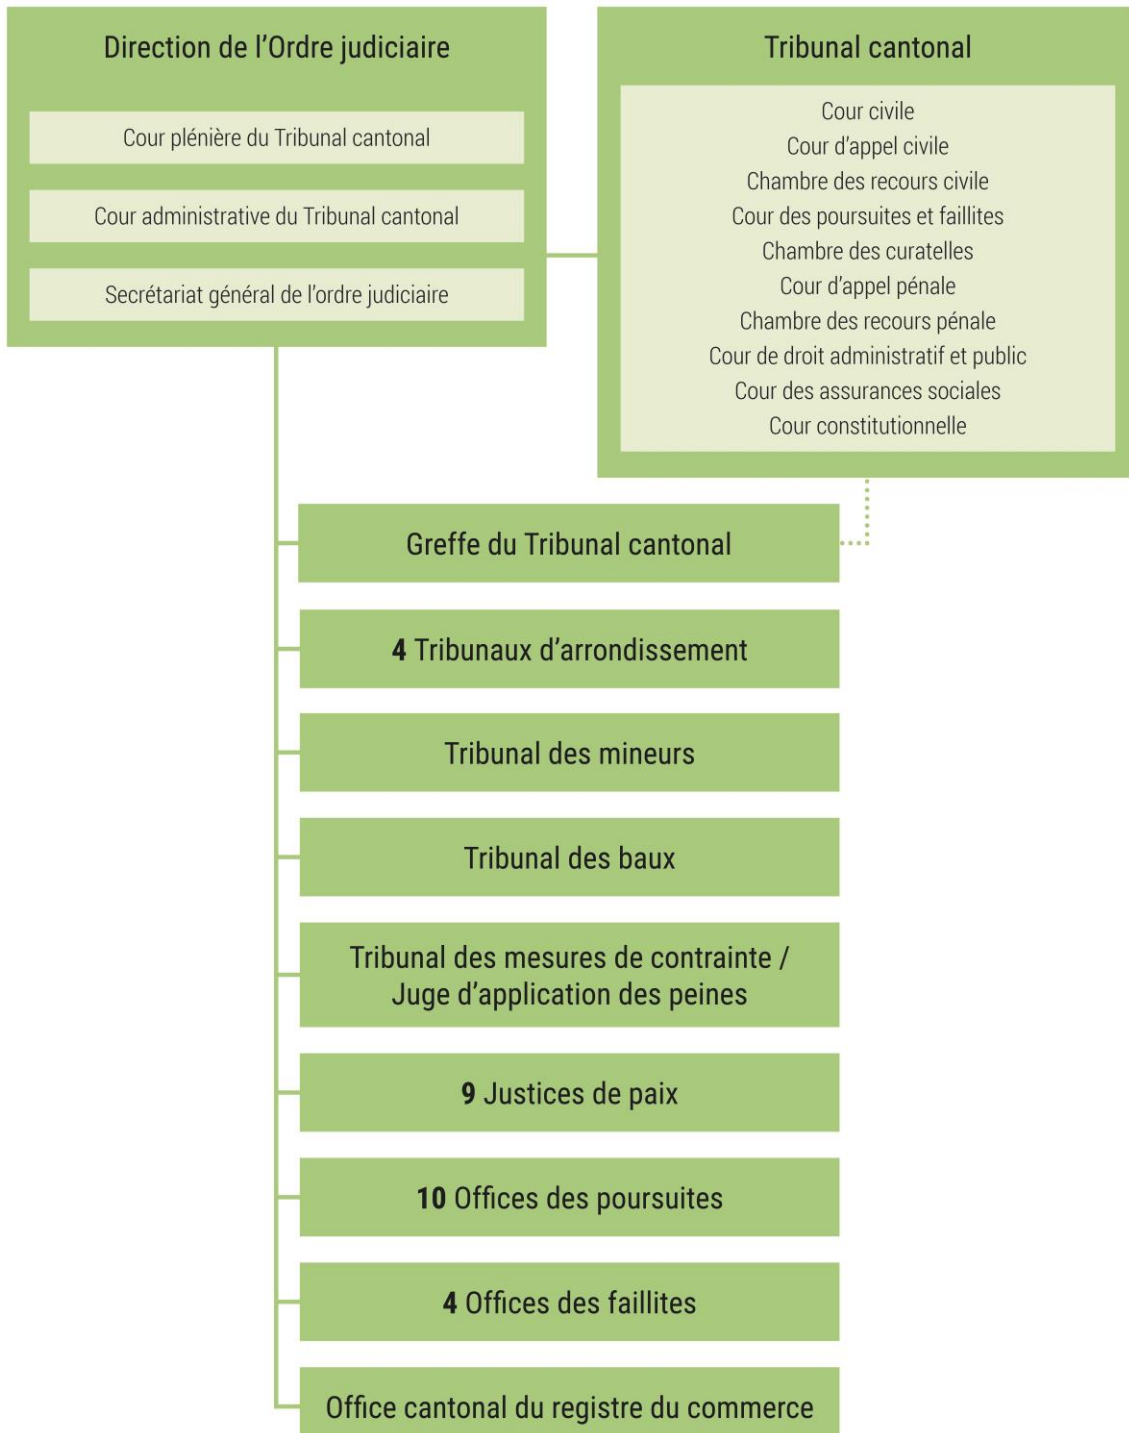 Direction de l’Ordre judiciaire
Cour plénière du Tribunal cantonal
Cour administrative du Tribunal cantonal
Secrétariat général de l’ordre judiciaire
Tribunal cantonal
Cour civile
Cour d’appel civile
Chambre des recours civile
Cour des poursuites et faillites
Chambre des curatelles
Cour d’appel pénale
Chambre des recours pénale
Cour de droit administratif et public
Cour des assurances sociales
Cour constitutionnelle
Greffe du Tribunal cantonal
4 Tribunaux d’arrondissement
Tribunal des mineurs
Tribunal des baux
Tribunal des mesures de contrainte /
Juge d’application des peines
9 Justices de paix
10 Offices des poursuites
4 Offices des faillites
Office cantonal du registre du commerce